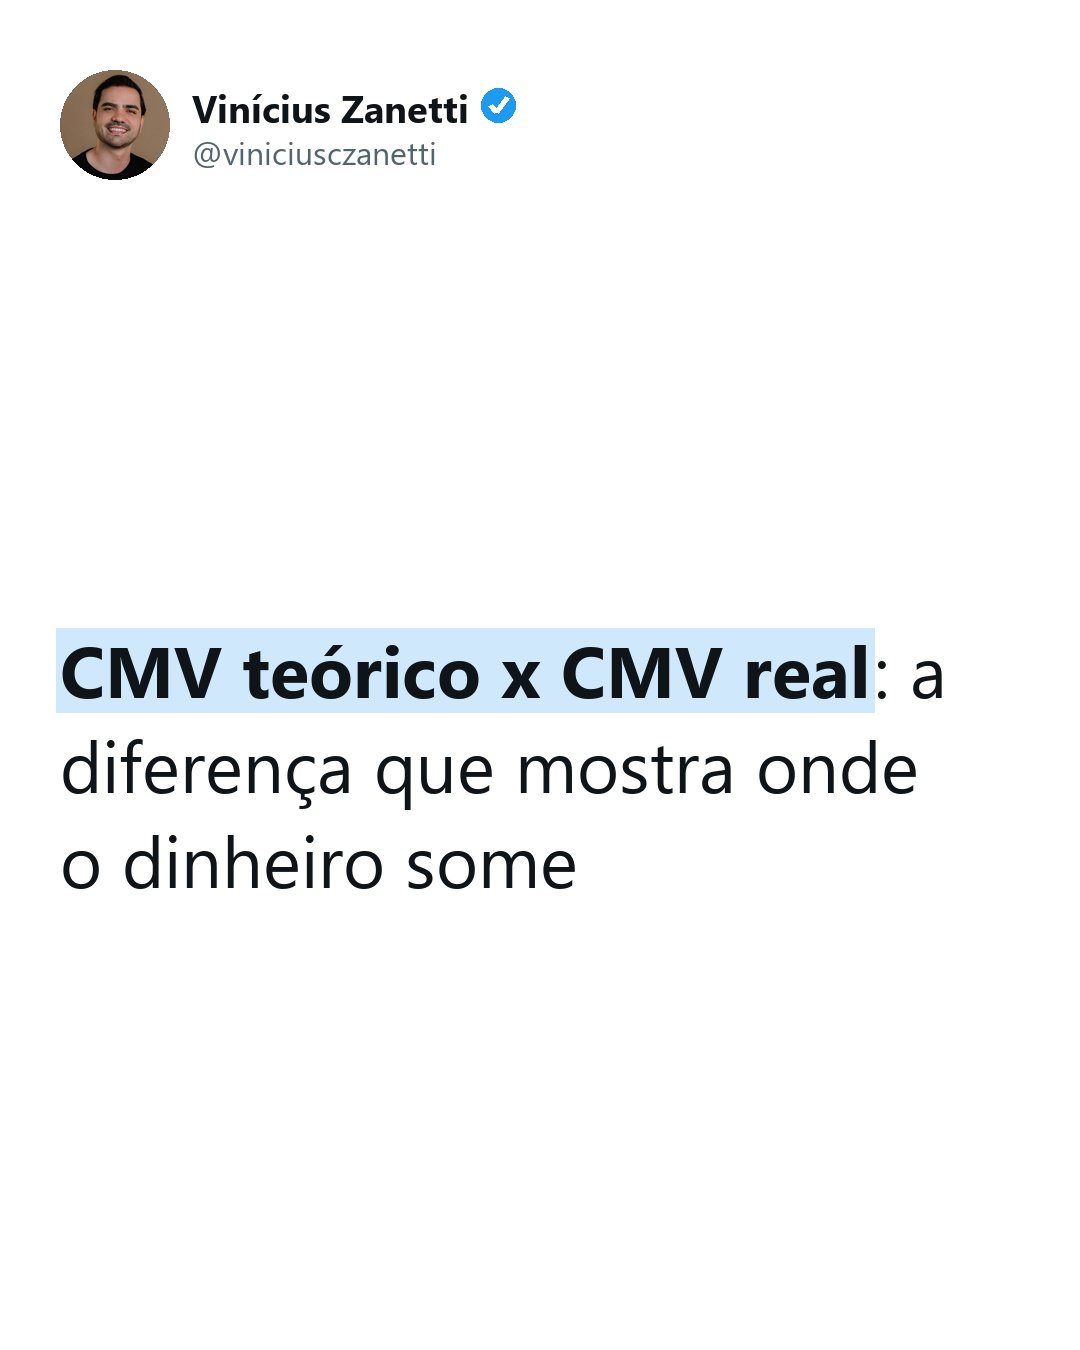 Vinícius Zanetti
@viniciusczanetti
CMV teórico x CMV real: a
diferença que mostra onde
o dinheiro some